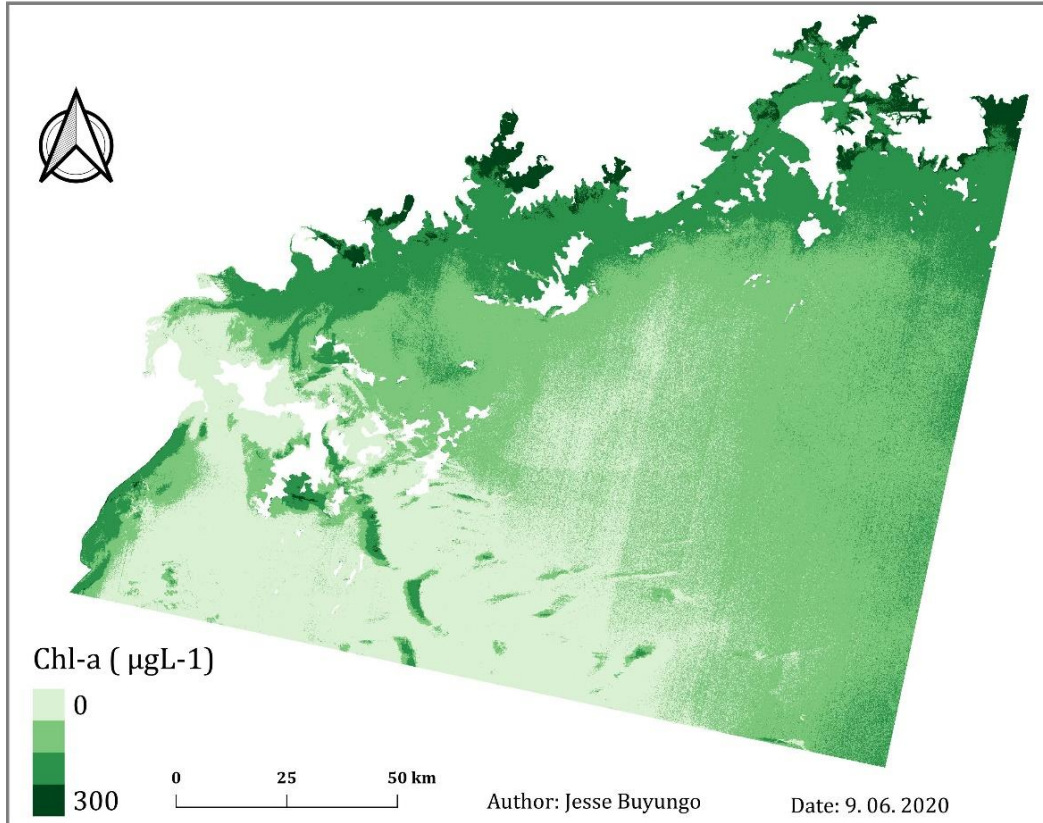 Chl-a ( µgL-1)
0
300
0 25 50 km
Author: Jesse Buyungo
Date: 9. 06. 2020